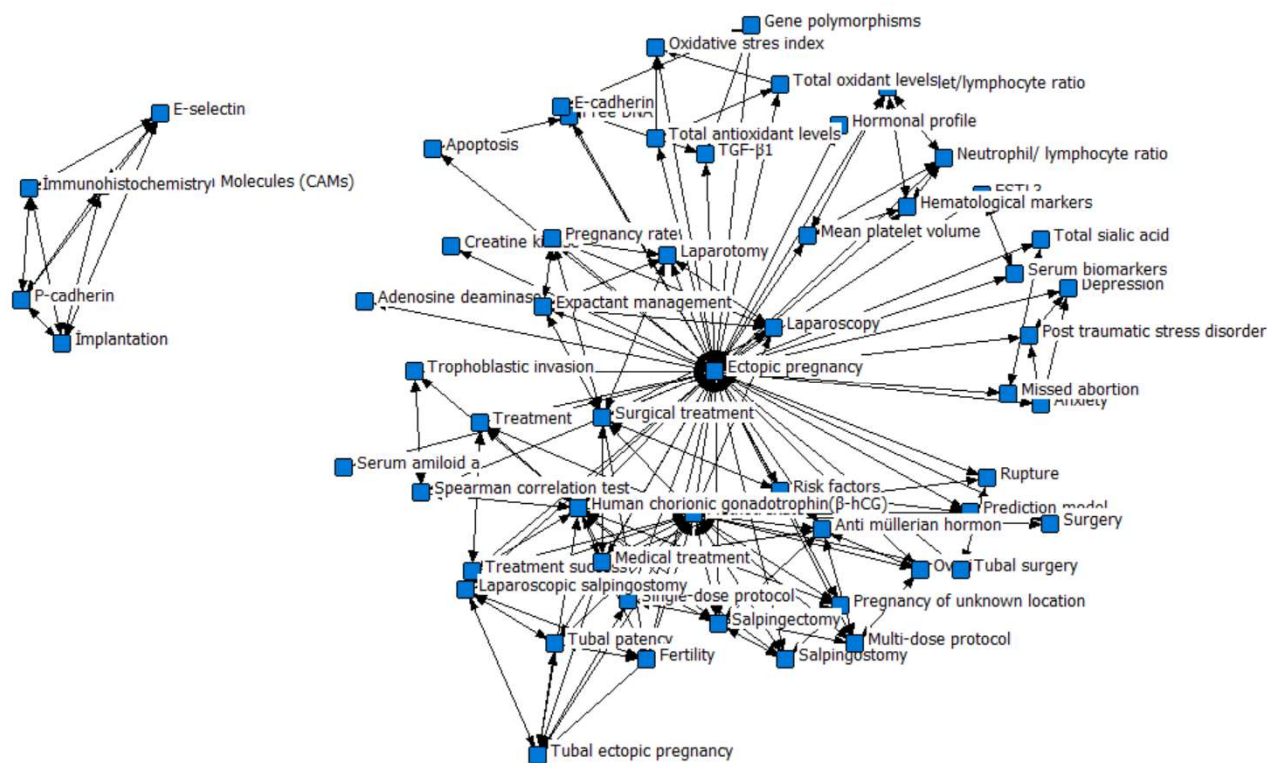 Gene polymorphisms
Oxidative stres index
Total oxidant levels
let/lymphocyte ratio
E-selectin
E-cadherin
Hormonal profile
Total antioxidant levels
Apoptosis
TGF-β1
Neutrophil/ lymphocyte ratio
İmmunohistochemistry
Molecules (CAMs)
Hematological markers
Mean platelet volume
Pregnancy rate
Total sialic acid
Creatine
Laparotomy
Serum biomarkers
Depression
P-cadherin
Adenosine deaminase
Expactant management
Laparoscopy
Post traumatic stress disorder
İmplantation
Trophoblastic invasion
Ectopic pregnancy
Missed abortion
Anxiety
Treatment
Surgical treatment
Serum amiloid a
Rupture
Spearman correlation test
Risk factors
Human chorionic gonadotrophin(β-hCG)
Prediction model
Anti müllerian hormon
Surgery
Medical treatment
Treatment success
Tubal surgery
Laparoscopic salpingostomy
Single-dose protocol
Pregnancy of unknown location
Salpingectomy
Tubal patency
Multi-dose protocol
Fertility
Salpingostomy
Tubal ectopic pregnancy